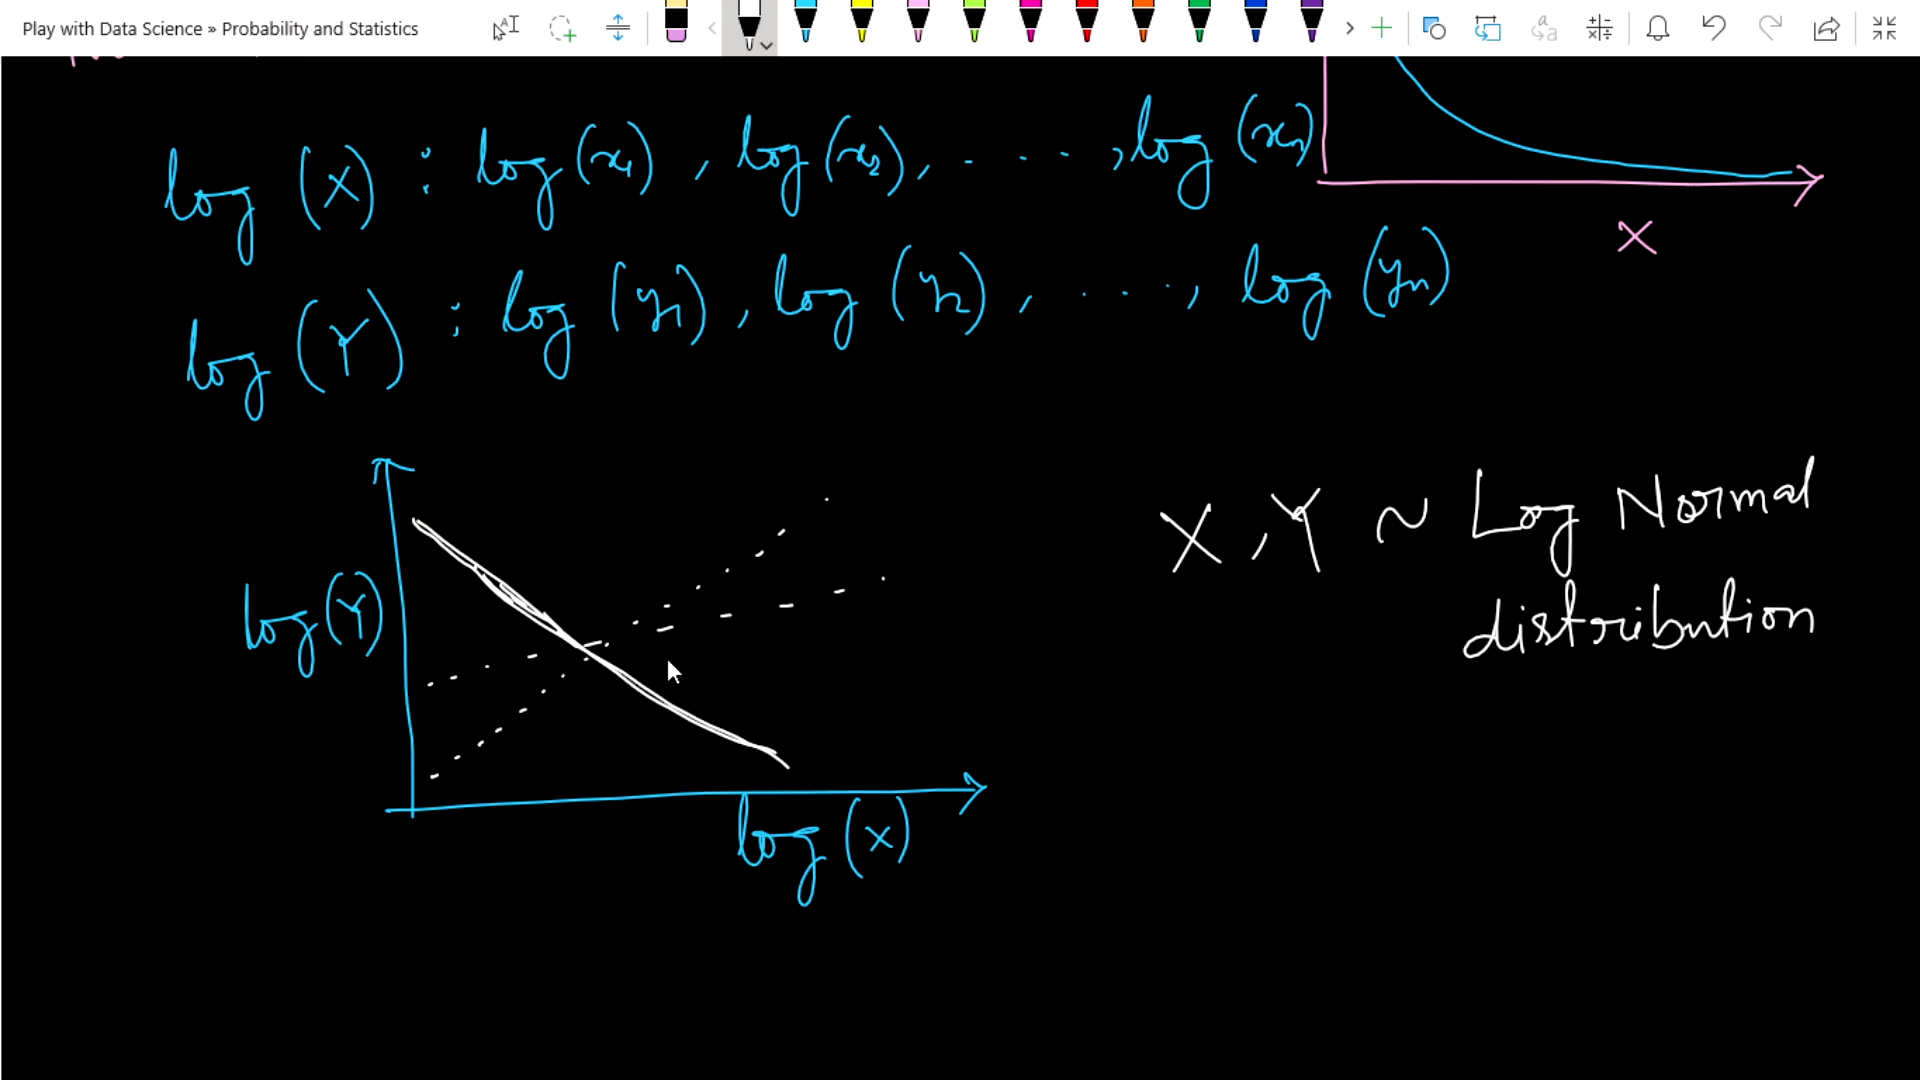 Play with Data Science » Probability and Statistics
log (X) : log (x1) , log (x2), - - - - , log (xn)
X
log (Y) : log (y1), log (y2) , - - - - , log (yn)
X , Y ~ Log Normal
distribution
log (Y)
log (X)